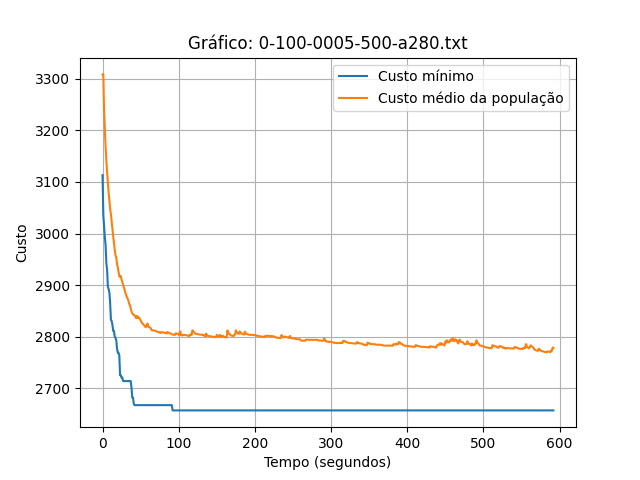 Gráfico: 0-100-0005-500-a280.txt
Custo mínimo
Custo médio da população
3300
3200
3100
3000
2900
2800
2700
Custo
0 100 200 300 400 500 600
Tempo (segundos)